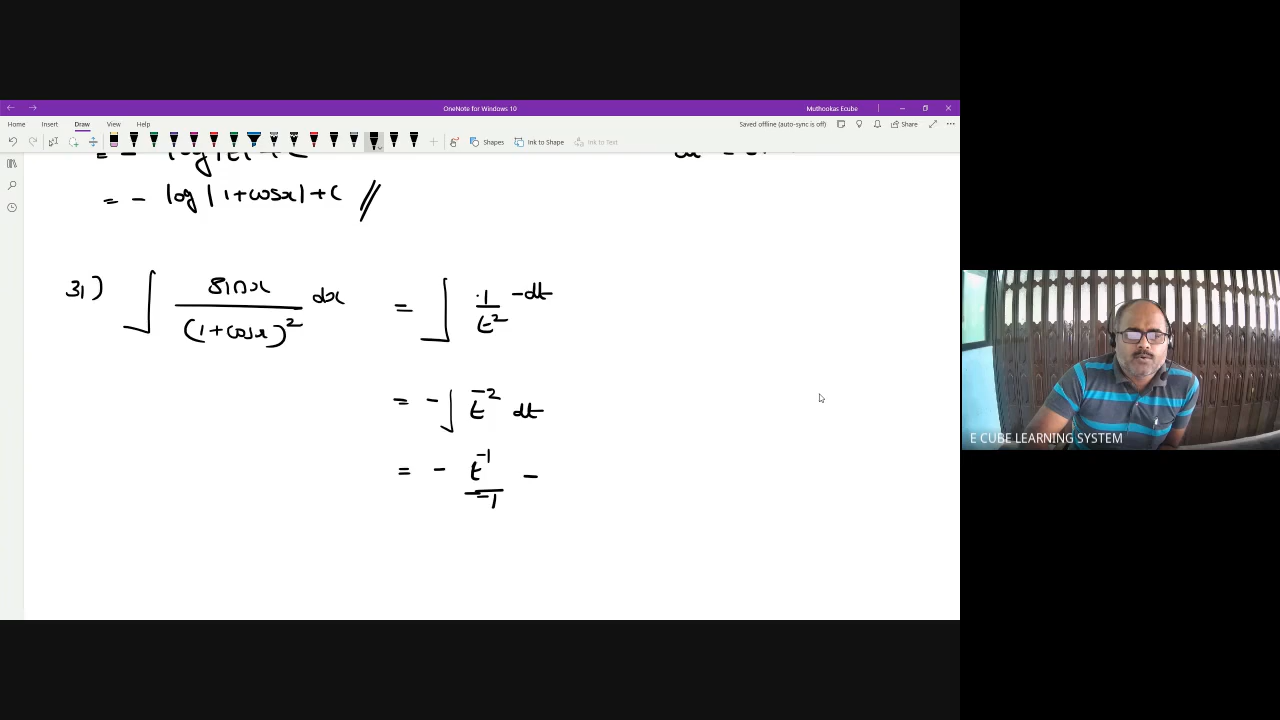 OneNote for Windows 10
Muthookas Ecube
Home Insert Draw View Help
Saved offline (auto-sync is off) Share
Shapes Ink to Shape Ink to Text
= - log|t| + C
= - log |1+cosx| + C //
31) ∫ sinx / (1+cosx)² dx = ∫ 1/t² -dt
= - ∫ t⁻² dt
= - t⁻¹/-1 -
E CUBE LEARNING SYSTEM